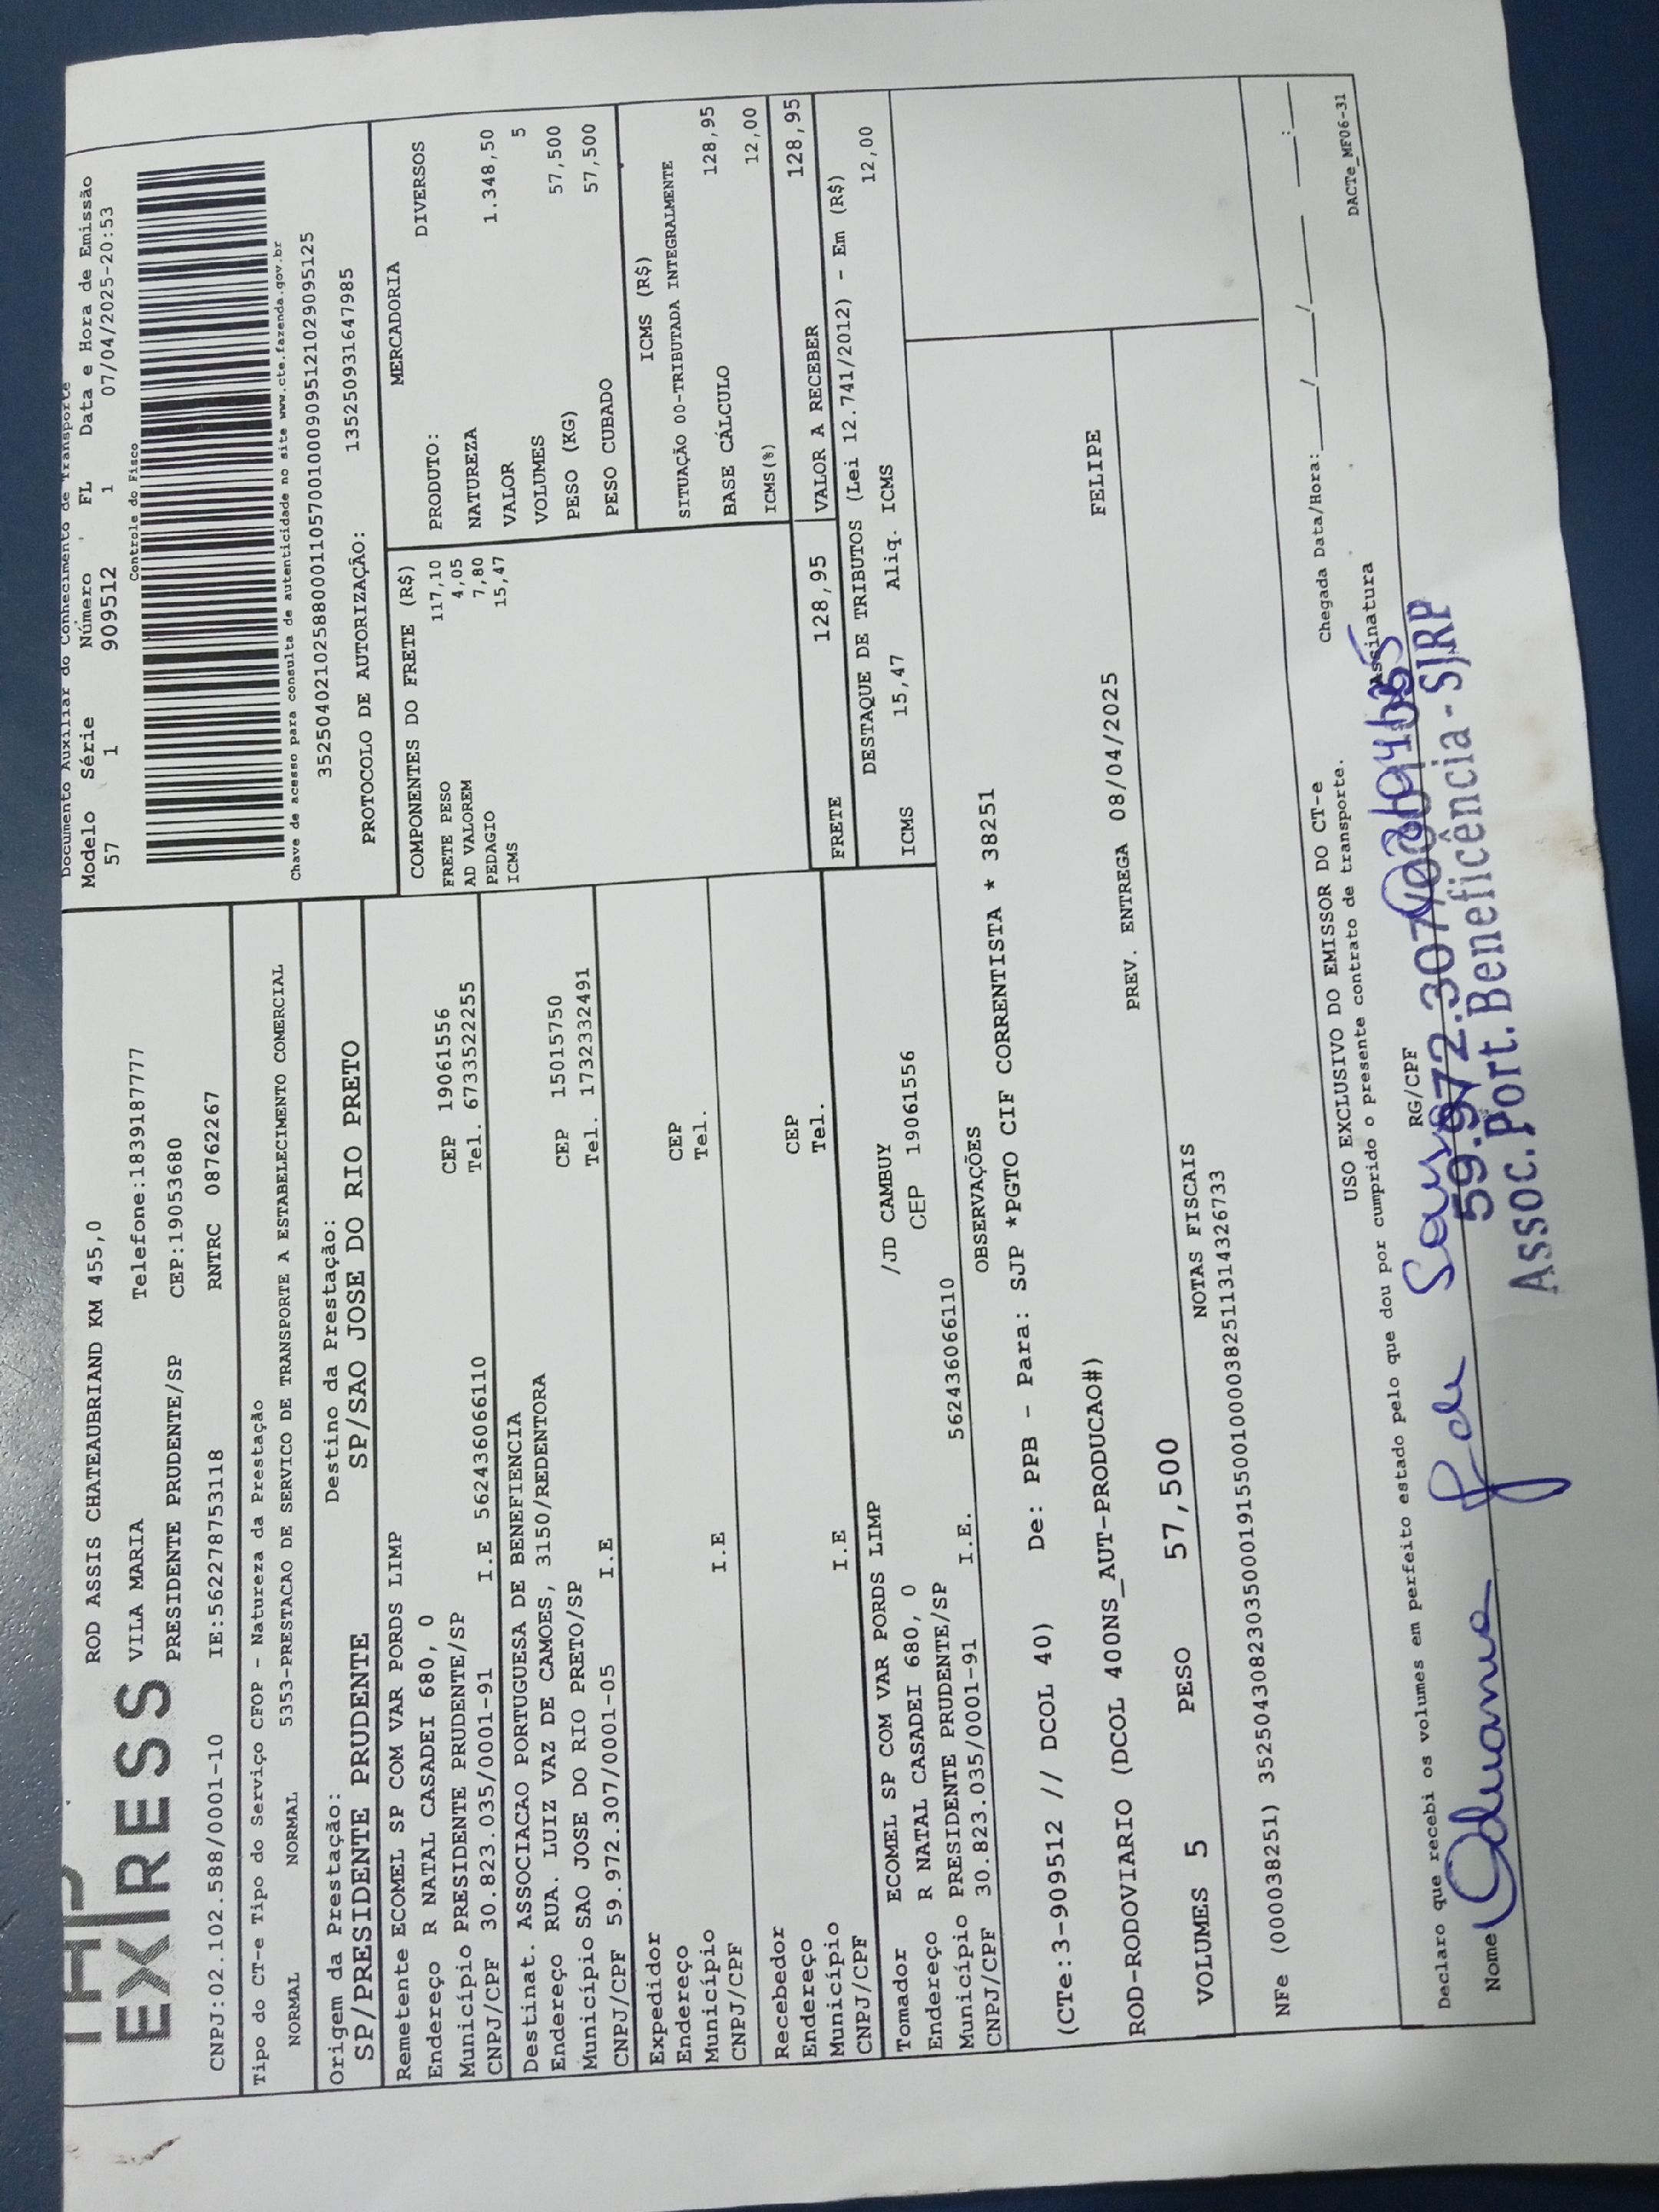 EXPRESS
ROD ASSIS CHATEAUBRIAND KM 455,0
VILA MARIA Telefone:1839187777
PRESIDENTE PRUDENTE/SP CEP:19053680
CNPJ:02.102.588/0001-10 IE:562278753118 RNTRC 08762267
Documento Auxiliar do Conhecimento de Transporte
Modelo Série Número FL Data e Hora de Emissão
57 1 909512 1 07/04/2025-20:53
Controle do Fisco
Chave de acesso para consulta de autenticidade no site www.cte.fazenda.gov.br
35250402102588000110570010009095121029095125
PROTOCOLO DE AUTORIZAÇÃO: 135250931647985
Tipo do CT-e Tipo do Serviço CFOP - Natureza da Prestação
NORMAL NORMAL 5353-PRESTACAO DE SERVICO DE TRANSPORTE A ESTABELECIMENTO COMERCIAL
Origem da Prestação: Destino da Prestação:
SP/PRESIDENTE PRUDENTE SP/SAO JOSE DO RIO PRETO
Remetente ECOMEL SP COM VAR PORDS LIMP
Endereço R NATAL CASADEI 680, 0 CEP 19061556
Município PRESIDENTE PRUDENTE/SP Tel. 6733522255
CNPJ/CPF 30.823.035/0001-91 I.E 562436066110
Destinat. ASSOCIACAO PORTUGUESA DE BENEFIENCIA
Endereço RUA. LUIZ VAZ DE CAMOES, 3150/REDENTORA CEP 15015750
Município SAO JOSE DO RIO PRETO/SP Tel. 1732332491
CNPJ/CPF 59.972.307/0001-05 I.E
Expedidor
Endereço CEP
Município Tel.
CNPJ/CPF I.E
Recebedor
Endereço CEP
Município Tel.
CNPJ/CPF I.E
Tomador ECOMEL SP COM VAR PORDS LIMP
Endereço R NATAL CASADEI 680, 0 /JD CAMBUY
Município PRESIDENTE PRUDENTE/SP CEP 19061556
CNPJ/CPF 30.823.035/0001-91 I.E. 562436066110
COMPONENTES DO FRETE (R$)
FRETE PESO 117,10
AD VALOREM 4,05
PEDAGIO 7,80
ICMS 15,47
MERCADORIA
PRODUTO: DIVERSOS
NATUREZA
VALOR 1.348,50
VOLUMES 5
PESO (KG) 57,500
PESO CUBADO 57,500
ICMS (R$)
SITUAÇÃO 00-TRIBUTADA INTEGRALMENTE
BASE CÁLCULO 128,95
ICMS(%) 12,00
FRETE 128,95 VALOR A RECEBER 128,95
DESTAQUE DE TRIBUTOS (Lei 12.741/2012) - Em (R$)
ICMS 15,47 Aliq. ICMS 12,00
OBSERVAÇÕES
(CTe:3-909512 // DCOL 40) De: PPB - Para: SJP *PGTO CIF CORRENTISTA * 38251
ROD-RODOVIARIO (DCOL 400NS_AUT-PRODUCAO#)
PREV. ENTREGA 08/04/2025 FELIPE
VOLUMES 5 PESO 57,500
NOTAS FISCAIS
NFe (000038251) 35250430823035000191550010000382511314326733
USO EXCLUSIVO DO EMISSOR DO CT-e
Declaro que recebi os volumes em perfeito estado pelo que dou por cumprido o presente contrato de transporte.
Chegada Data/Hora: / / :
Nome RG/CPF Assinatura
59.972.307/
Assoc.Port.Beneficência - SJRP
DACTe_MF06-31